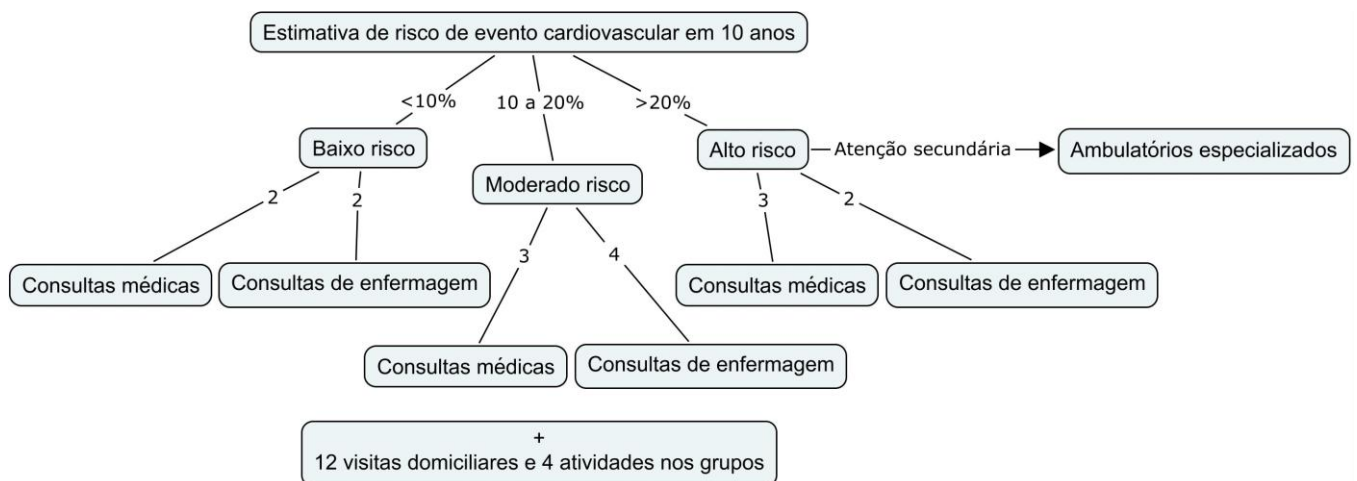 Estimativa de risco de evento cardiovascular em 10 anos
<10%
10 a 20%
>20%
Baixo risco
Moderado risco
Alto risco
Atenção secundária
Ambulatórios especializados
2
2
3
2
3
4
Consultas médicas
Consultas de enfermagem
Consultas médicas
Consultas de enfermagem
Consultas médicas
Consultas de enfermagem
+
12 visitas domiciliares e 4 atividades nos grupos